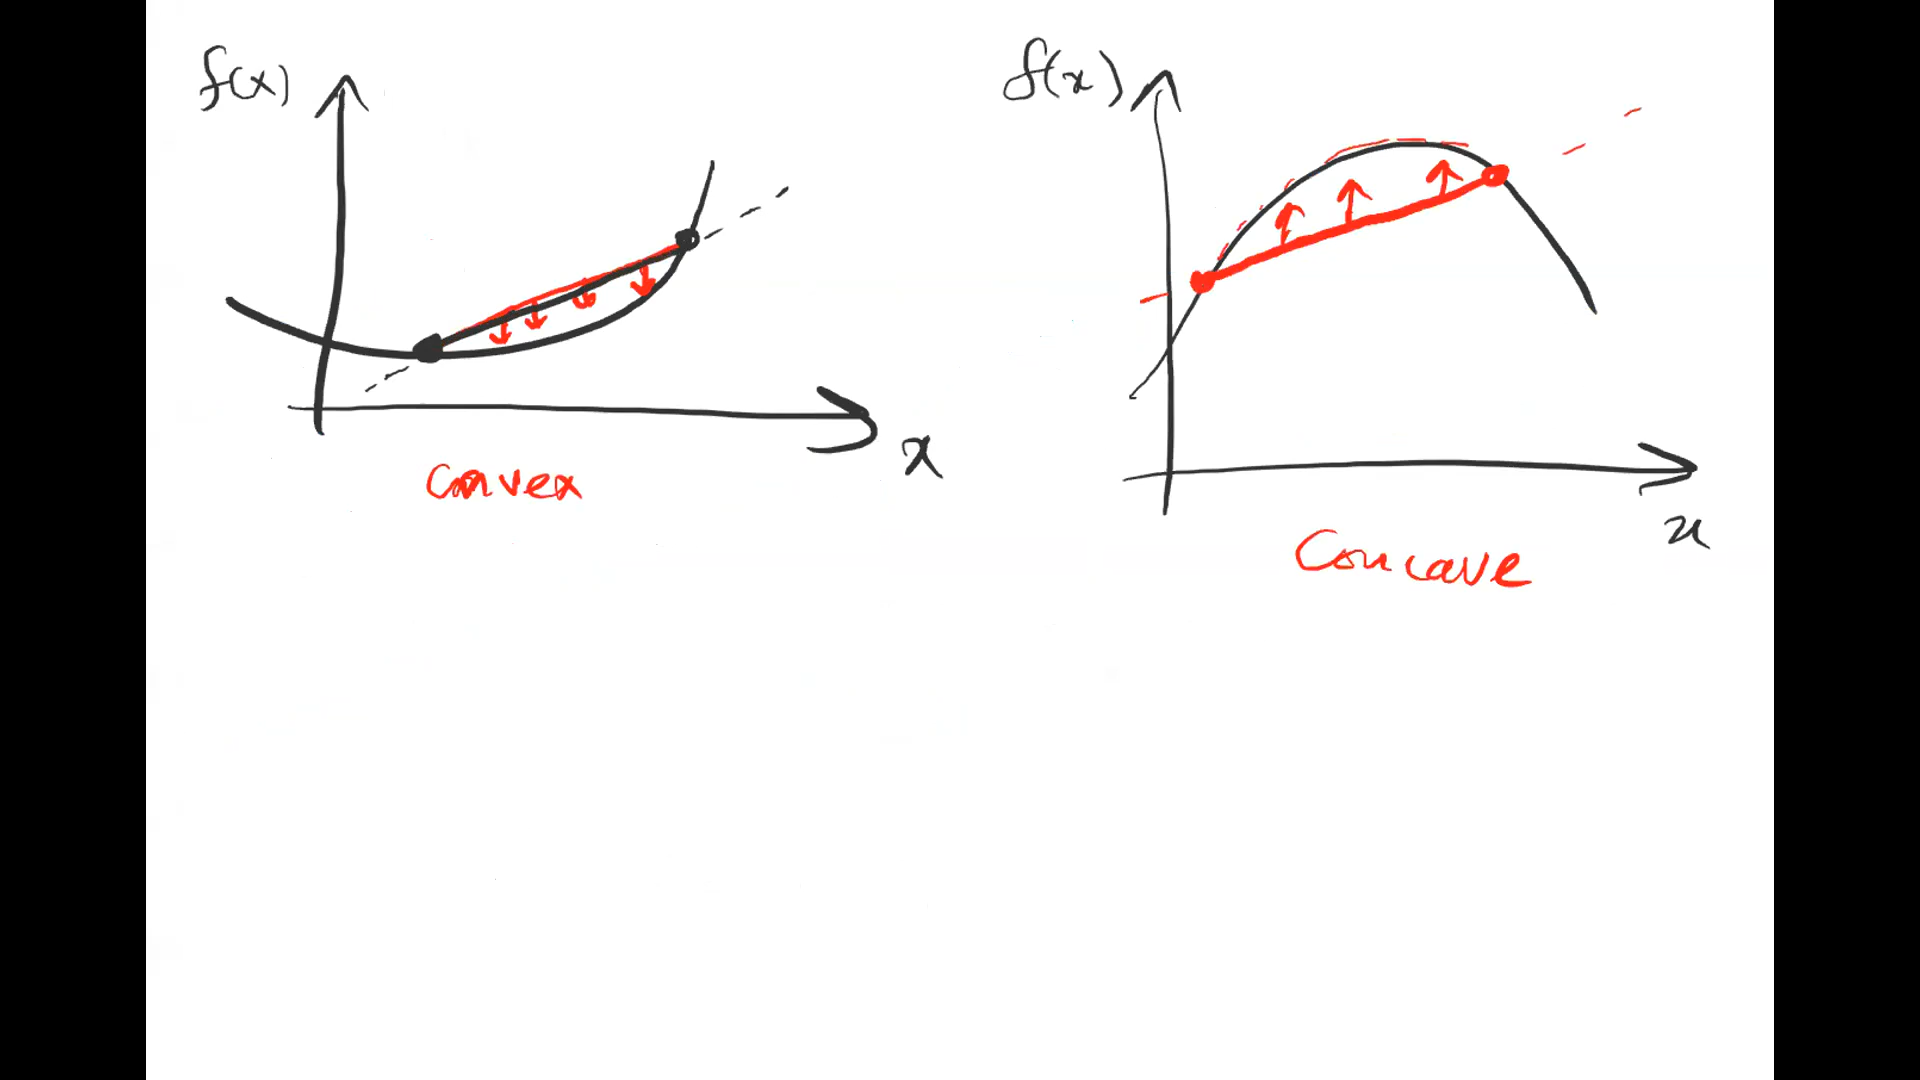 f(x)
x
Convex
f(x)
x
Concave